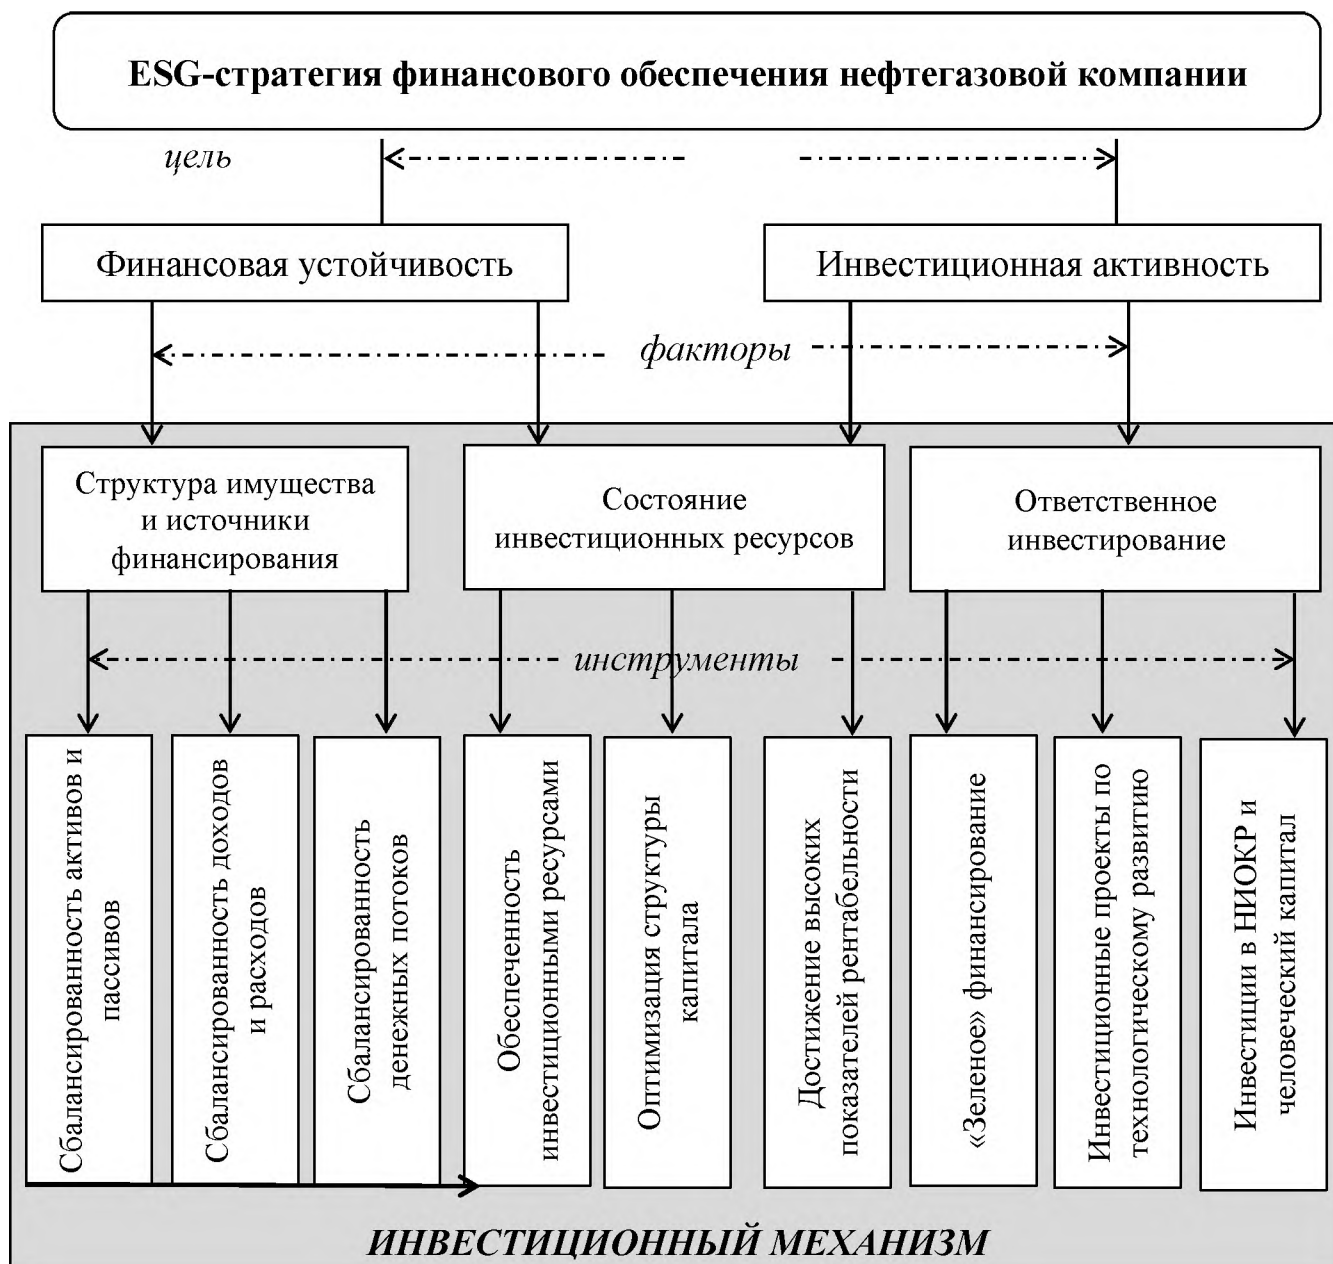 ESG-стратегия финансового обеспечения нефтегазовой компании
цель
Финансовая устойчивость
Инвестиционная активность
факторы
Структура имущества
и источники
финансирования
Состояние
инвестиционных ресурсов
Ответственное
инвестирование
инструменты
Сбалансированность активов и
пассивов
Сбалансированность доходов
и расходов
Сбалансированность
денежных потоков
Обеспеченность
инвестиционными ресурсами
Оптимизация структуры
капитала
Достижение высоких
показателей рентабельности
«Зеленое» финансирование
Инвестиционные проекты по
технологическому развитию
Инвестиции в НИОКР и
человеческий капитал
ИНВЕСТИЦИОННЫЙ МЕХАНИЗМ